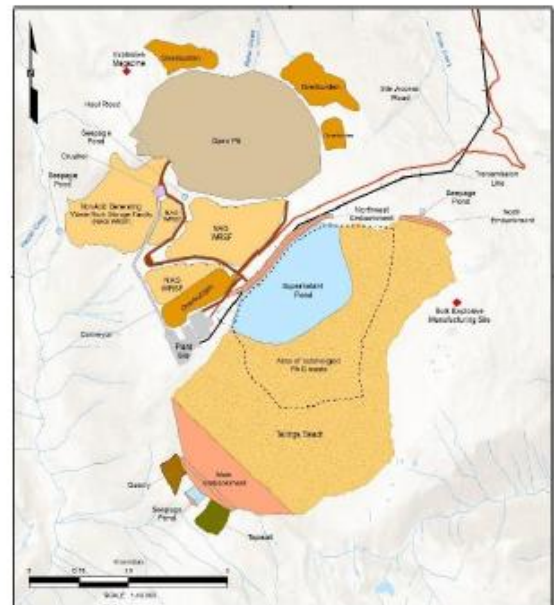 Explosive
Magazine
Overburden
Overburden
Haul Road
Site Access
Road
Seepage
Pond
Open Pit
Crusher
Seepage
Pond
Transmission
Line
Seepage
Pond
Non-Acid Generating
Waste Rock Storage Facility
NAG
WRSF
NAG
WRSF
Northwest
Embankment
North
Embankment
NAG
WRSF
Overburden
Supernatant
Pond
Bulk Explosive
Manufacturing Site
Conveyor
Plant
Site
Area of submerged
PAG waste
Tailings Beach
Main
Embankment
Quarry
Seepage
Pond
Topsoil
Kilometres